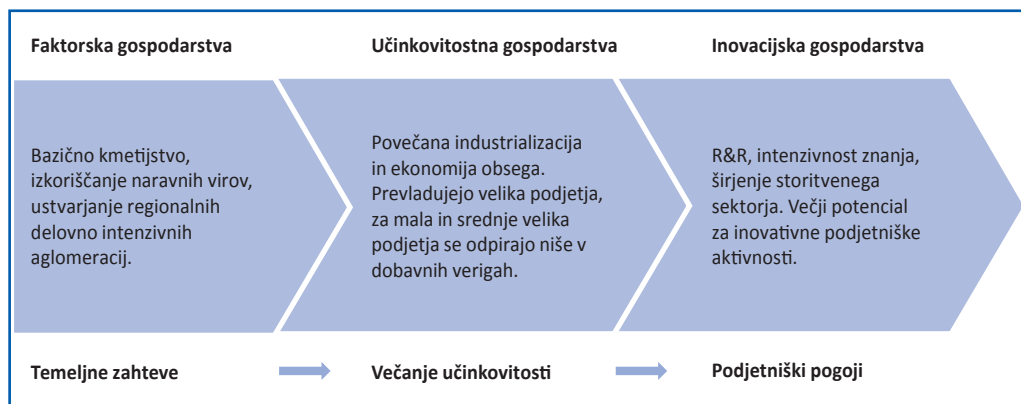 Faktorska gospodarstva
Učinkovitostna gospodarstva
Inovacijska gospodarstva
Bazično kmetijstvo,
izkoriščanje naravnih virov,
ustvarjanje regionalnih
delovno intenzivnih
aglomeracij.
Povečana industrializacija
in ekonomija obsega.
Prevladujejo velika podjetja,
za mala in srednje velika
podjetja se odpirajo niše v
dobavnih verigah.
R&R, intenzivnost znanja,
širjenje storitvenega
sektorja. Večji potencial
za inovativne podjetniške
aktivnosti.
Temeljne zahteve
Večanje učinkovitosti
Podjetniški pogoji